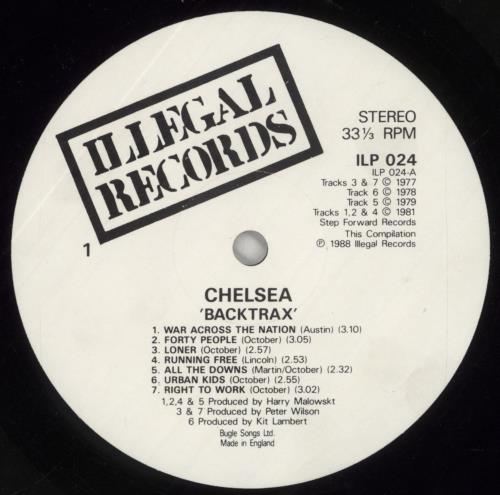 ILLEGAL
RECORDS
1
STEREO
33⅓ RPM
ILP 024
ILP 024-A
Tracks 3 & 7 © 1977
Track 6 © 1978
Track 5 © 1979
Tracks 1,2 & 4 © 1981
Step Forward Records
This Compilation
℗ 1988 Illegal Records
CHELSEA
'BACKTRAX'
1. WAR ACROSS THE NATION (Austin) (3.10)
2. FORTY PEOPLE (October) (3.05)
3. LONER (October) (2.57)
4. RUNNING FREE (Lincoln) (2.53)
5. ALL THE DOWNS (Martin/October) (2.32)
6. URBAN KIDS (October) (2.55)
7. RIGHT TO WORK (October) (3.02)
1,2,4 & 5 Produced by Harry Malowskt
3 & 7 Produced by Peter Wilson
6 Produced by Kit Lambert
Bugle Songs Ltd.
Made in England